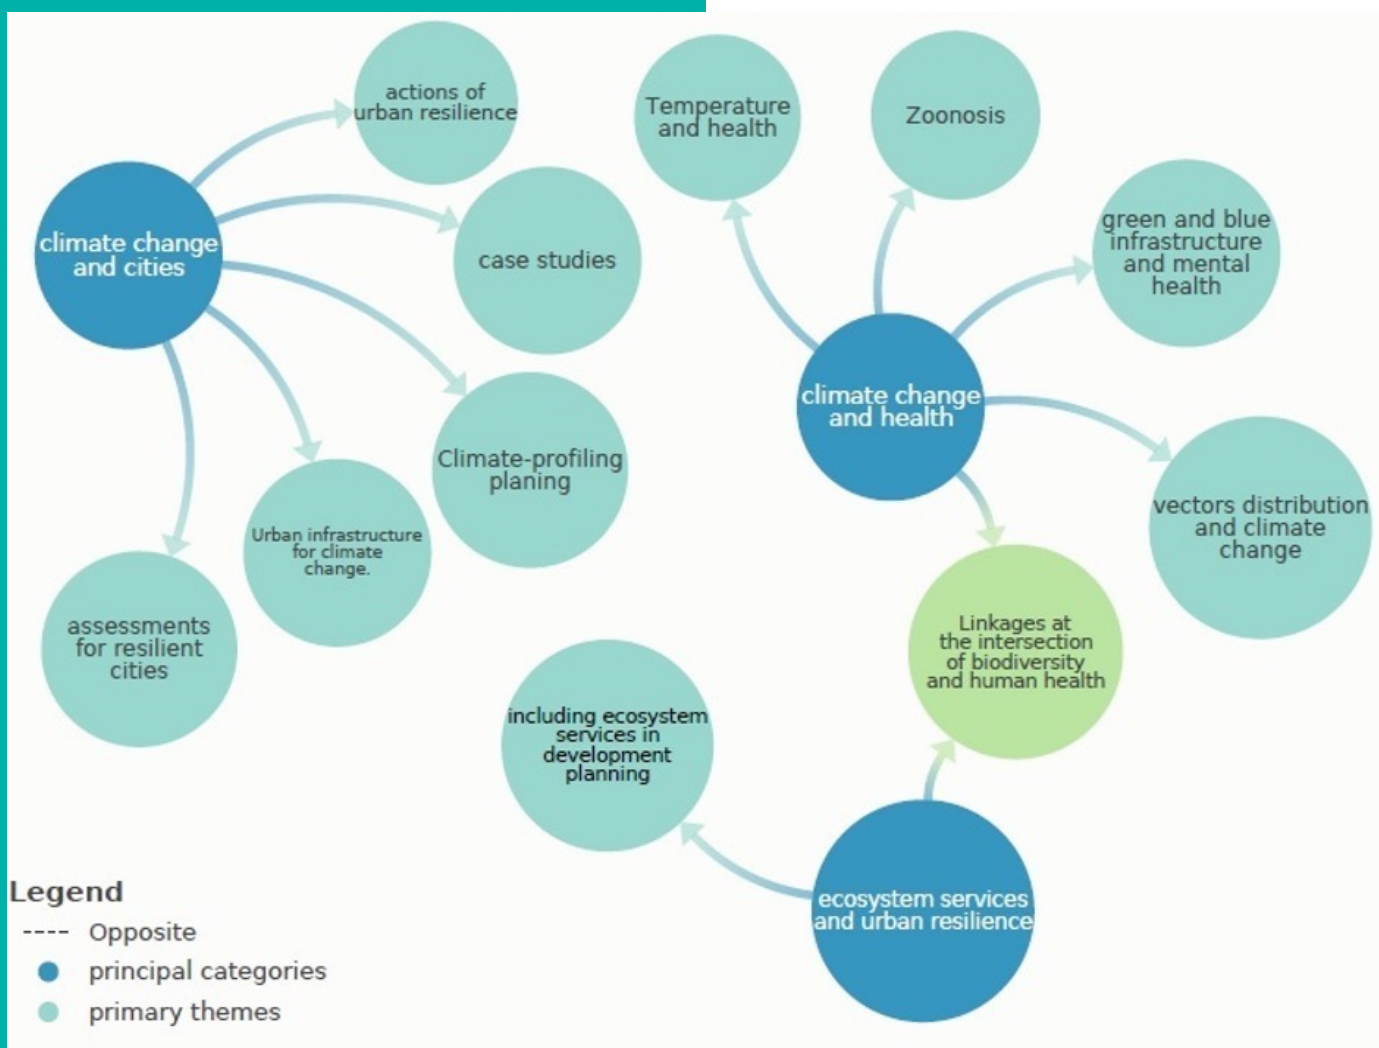 actions of
urban resilience
Temperature
and health
Zoonosis
climate change
and cities
case studies
green and blue
infrastructure
and mental
health
climate change
and health
Climate-profiling
planing
Urban infrastructure
for climate
change.
vectors distribution
and climate
change
assessments
for resilient
cities
Linkages at
the intersection
of biodiversity
and human health
including ecosystem
services in
development
planning
ecosystem services
and urban resilience
Legend
---- Opposite
principal categories
primary themes